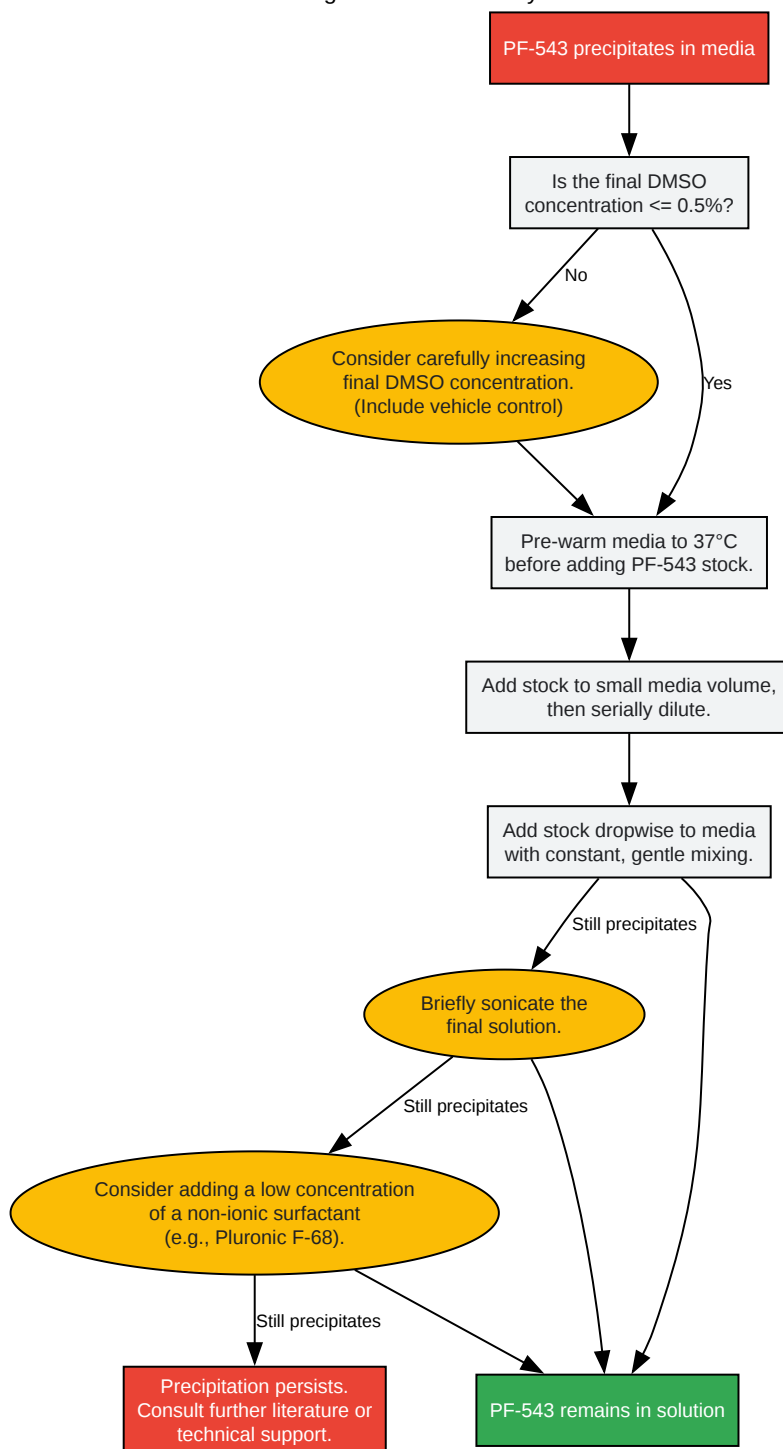 PF-543 precipitates in media
Is the final DMSO
concentration <= 0.5%?
No
Consider carefully increasing
final DMSO concentration.
(Include vehicle control)
Yes
Pre-warm media to 37°C
before adding PF-543 stock.
Add stock to small media volume,
then serially dilute.
Add stock dropwise to media
with constant, gentle mixing.
Still precipitates
Briefly sonicate the
final solution.
Still precipitates
Consider adding a low concentration
of a non-ionic surfactant
(e.g., Pluronic F-68).
Still precipitates
Precipitation persists.
Consult further literature or
technical support.
PF-543 remains in solution